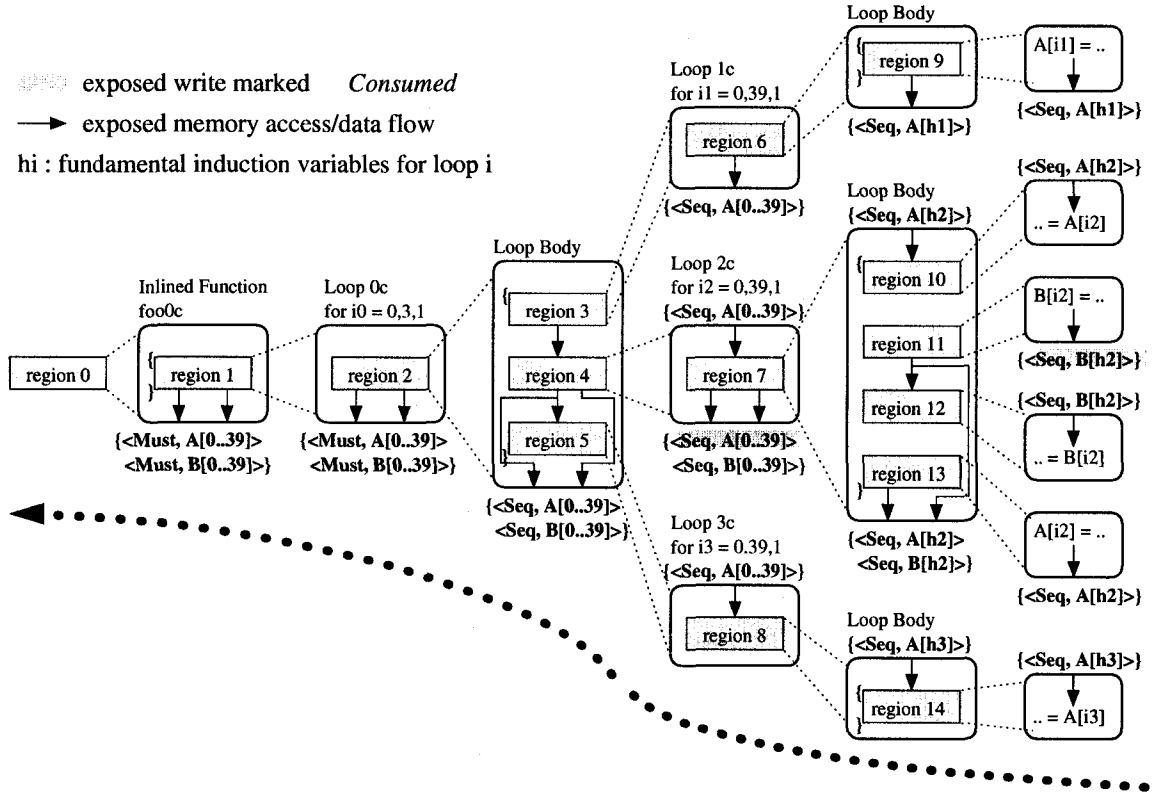 exposed write marked Consumed
exposed memory access/data flow
hi : fundamental induction variables for loop i
region 0
Inlined Function
foo0c
{
region 1
}
{<Must, A[0..39]>
<Must, B[0..39]>}
Loop 0c
for i0 = 0,3,1
region 2
{<Must, A[0..39]>
<Must, B[0..39]>}
Loop Body
{
region 3
region 4
region 5
}
{<Seq, A[0..39]>
<Seq, B[0..39]>}
Loop 1c
for i1 = 0,39,1
region 6
{<Seq, A[0..39]>}
Loop 2c
for i2 = 0,39,1
{<Seq, A[0..39]>}
region 7
{<Seq, A[0..39]>
<Seq, B[0..39]>}
Loop 3c
for i3 = 0.39,1
{<Seq, A[0..39]>}
region 8
Loop Body
{
region 9
}
{<Seq, A[h1]>}
Loop Body
{<Seq, A[h2]>}
{
region 10
region 11
region 12
region 13
}
{<Seq, A[h2]>
<Seq, B[h2]>}
Loop Body
{<Seq, A[h3]>}
{
region 14
}
A[i1] = ..
{<Seq, A[h1]>}
{<Seq, A[h2]>}
.. = A[i2]
B[i2] = ..
{<Seq, B[h2]>}
{<Seq, B[h2]>}
.. = B[i2]
A[i2] = ..
{<Seq, A[h2]>}
{<Seq, A[h3]>}
.. = A[i3]